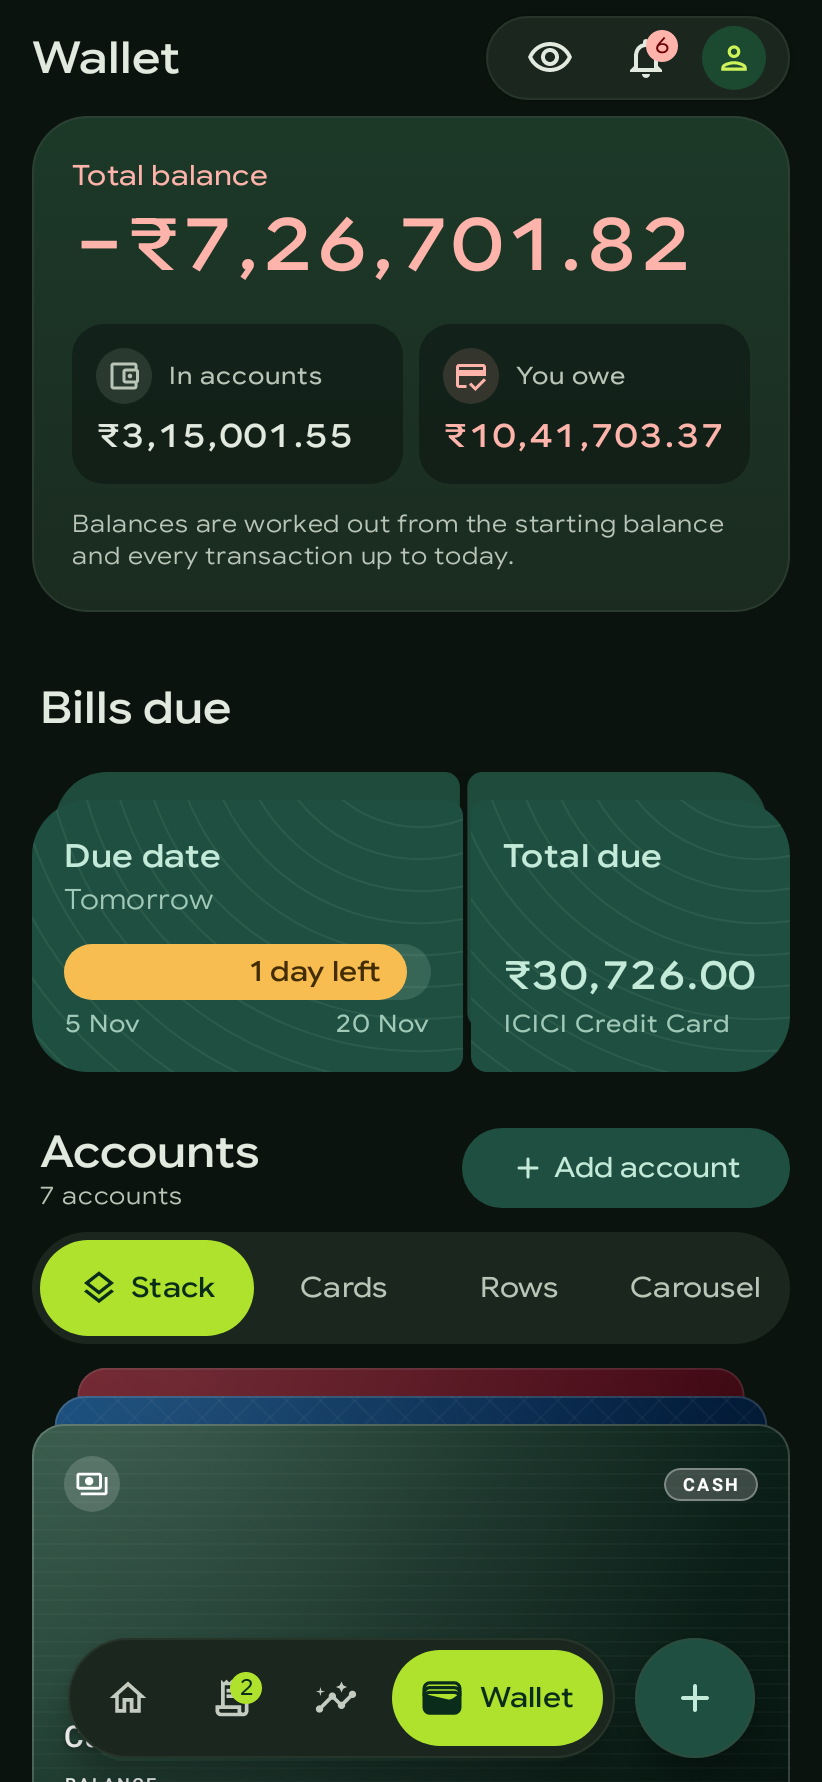 Wallet
6
Total balance
−₹7,26,701.82
In accounts
₹3,15,001.55
You owe
₹10,41,703.37
Balances are worked out from the starting balance
and every transaction up to today.
Bills due
Due date
Tomorrow
1 day left
5 Nov
20 Nov
Total due
₹30,726.00
ICICI Credit Card
Accounts
7 accounts
+ Add account
Stack
Cards
Rows
Carousel
CASH
2
Wallet
BALANCE